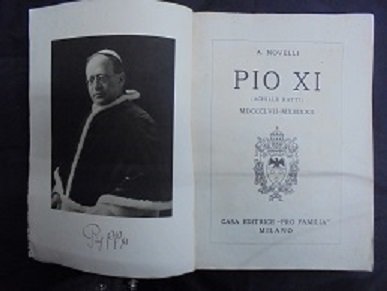 A. NOVELLI
PIO XI
(ACHILLE RATTI)
CASA EDITRICE "PRO FAMILIA"
MILANO